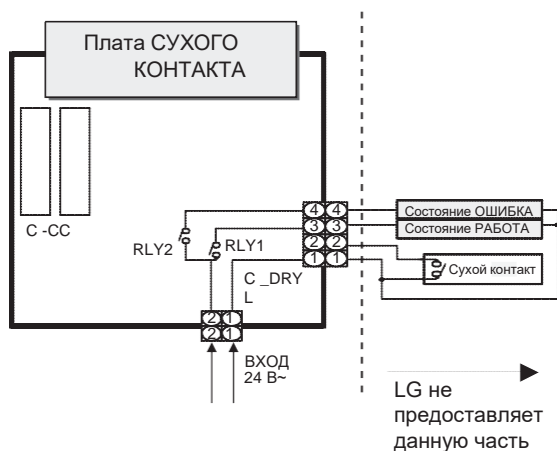 Плата СУХОГО
КОНТАКТА
C -CC
RLY2
RLY1
4 4
3 3
2 2
1 1
C _DRY
L
2 1
2 1
ВХОД
24 В~
Состояние ОШИБКА
Состояние РАБОТА
Сухой контакт
LG не
предоставляет
данную часть